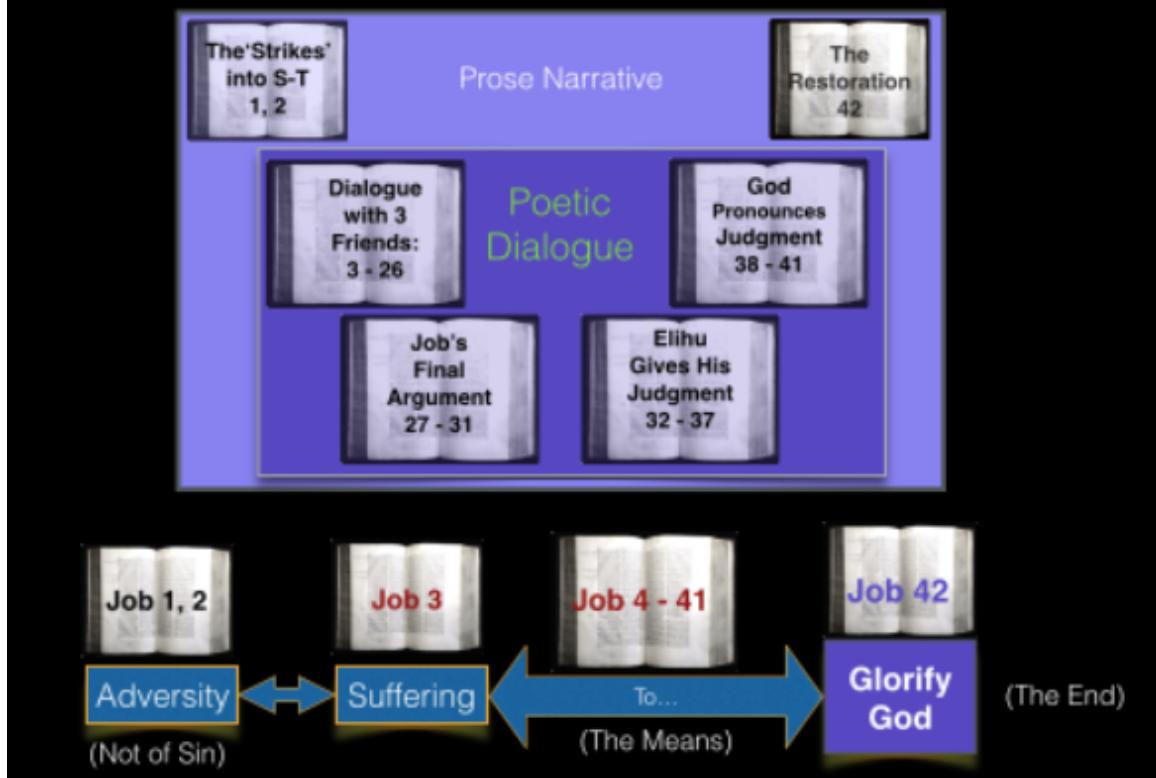 The‘Strikes’
into S-T
1, 2
Prose Narrative
The
Restoration
42
Dialogue
with 3
Friends:
3 - 26
Poetic
Dialogue
God
Pronounces
Judgment
38 - 41
Job's
Final
Argument
27 - 31
Elihu
Gives His
Judgment
32 - 37
Job 1, 2
Job 3
Job 4 - 41
Job 42
Adversity
Suffering
To...
Glorify
God
(The End)
(Not of Sin)
(The Means)